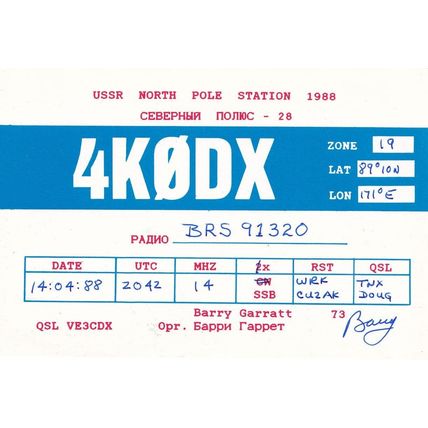 USSR NORTH POLE STATION 1988
СЕВЕРНЫЙ ПОЛЮС - 28
4KØDX
ZONE 19
LAT 89°10N
LON 171°E
РАДИО BRS 91320
DATE UTC MHZ 2x RST QSL
CW
14:04:88 2042 14 SSB WRK CU2AK TNX DOUG
Barry Garratt 73
QSL VE3CDX Opr. Барри Гаррет Barry